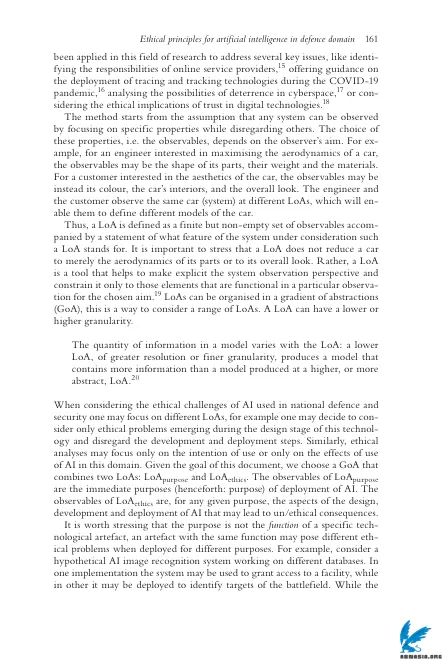 Ethical principles for artificial intelligence in defence domain 161
been applied in this field of research to address several key issues, like identi-
fying the responsibilities of online service providers,15 offering guidance on
the deployment of tracing and tracking technologies during the COVID-19
pandemic,16 analysing the possibilities of deterrence in cyberspace,17 or con-
sidering the ethical implications of trust in digital technologies.18
The method starts from the assumption that any system can be observed
by focusing on specific properties while disregarding others. The choice of
these properties, i.e. the observables, depends on the observer's aim. For ex-
ample, for an engineer interested in maximising the aerodynamics of a car,
the observables may be the shape of its parts, their weight and the materials.
For a customer interested in the aesthetics of the car, the observables may be
instead its colour, the car's interiors, and the overall look. The engineer and
the customer observe the same car (system) at different LoAs, which will en-
able them to define different models of the car.
Thus, a LoA is defined as a finite but non-empty set of observables accom-
panied by a statement of what feature of the system under consideration such
a LoA stands for. It is important to stress that a LoA does not reduce a car
to merely the aerodynamics of its parts or to its overall look. Rather, a LoA
is a tool that helps to make explicit the system observation perspective and
constrain it only to those elements that are functional in a particular observa-
tion for the chosen aim.19 LoAs can be organised in a gradient of abstractions
(GoA), this is a way to consider a range of LoAs. A LoA can have a lower or
higher granularity.
The quantity of information in a model varies with the LoA: a lower
LoA, of greater resolution or finer granularity, produces a model that
contains more information than a model produced at a higher, or more
abstract, LoA.20
When considering the ethical challenges of AI used in national defence and
security one may focus on different LoAs, for example one may decide to con-
sider only ethical problems emerging during the design stage of this technol-
ogy and disregard the development and deployment steps. Similarly, ethical
analyses may focus only on the intention of use or only on the effects of use
of AI in this domain. Given the goal of this document, we choose a GoA that
combines two LoAs: LoApurpose and LoAethics. The observables of LoApurpose
are the immediate purposes (henceforth: purpose) of deployment of AI. The
observables of LoAethics are, for any given purpose, the aspects of the design,
development and deployment of AI that may lead to un/ethical consequences.
It is worth stressing that the purpose is not the function of a specific tech-
nological artefact, an artefact with the same function may pose different eth-
ical problems when deployed for different purposes. For example, consider a
hypothetical AI image recognition system working on different databases. In
one implementation the system may be used to grant access to a facility, while
in other it may be deployed to identify targets of the battlefield. While the